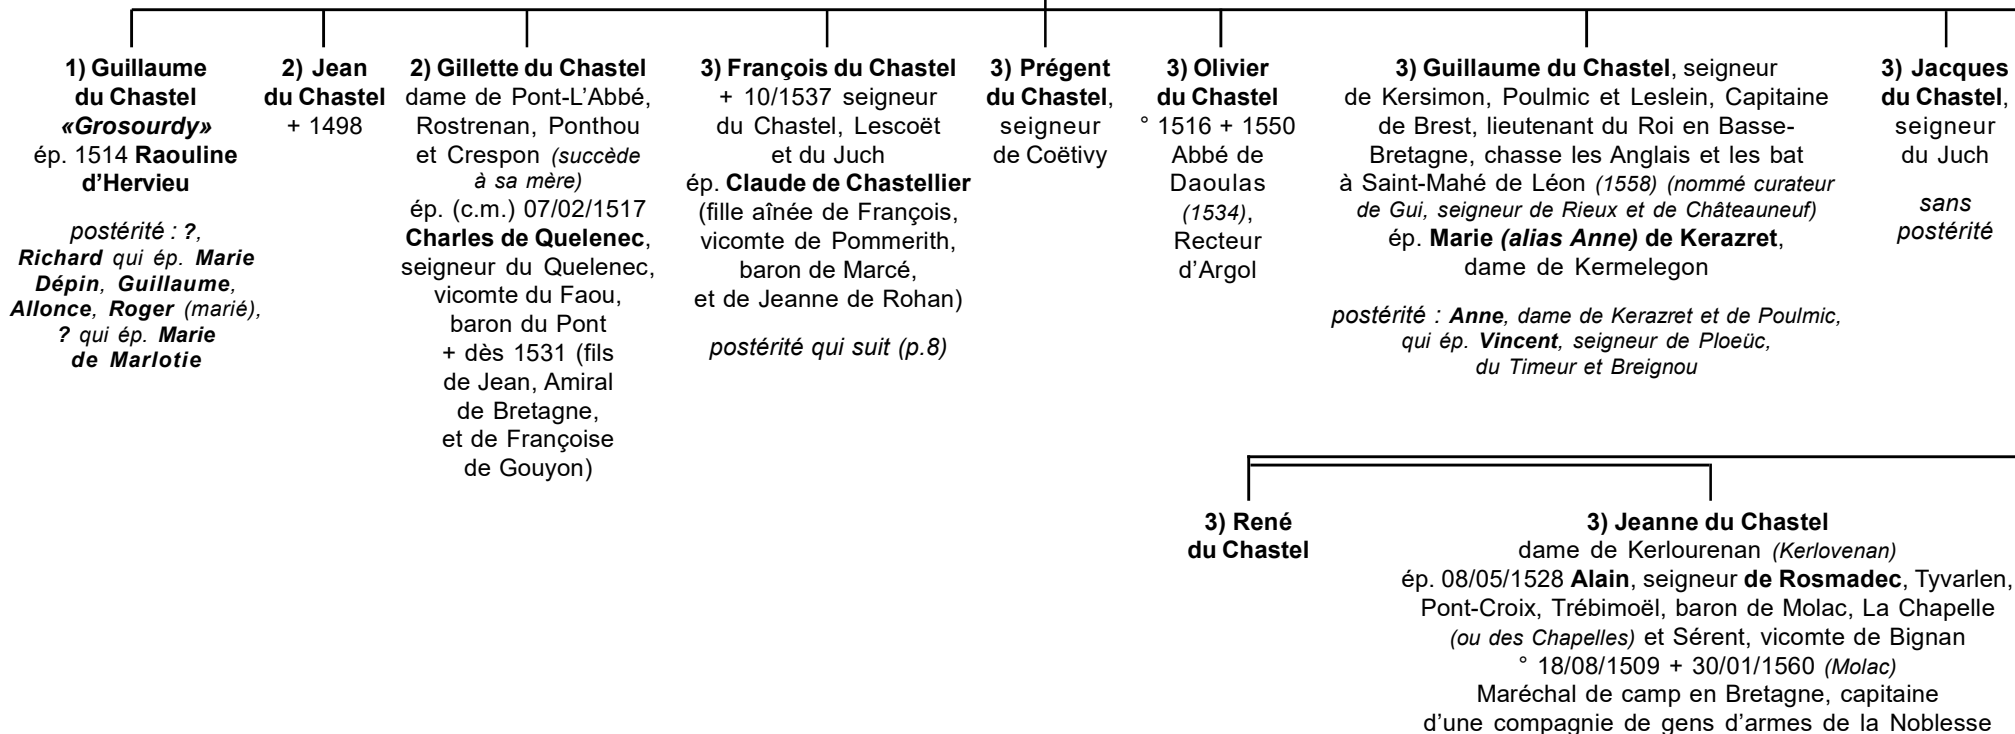 1) Guillaume
du Chastel
«Grosourdy»
ép. 1514 Raouline
d'Hervieu
postérité : ?,
Richard qui ép. Marie
Dépin, Guillaume,
Allonce, Roger (marié),
? qui ép. Marie
de Marlotie
2) Jean
du Chastel
+ 1498
2) Gillette du Chastel
dame de Pont-L'Abbé,
Rostrenan, Ponthou
et Crespon (succède
à sa mère)
ép. (c.m.) 07/02/1517
Charles de Quelenec,
seigneur du Quelenec,
vicomte du Faou,
baron du Pont
+ dès 1531 (fils
de Jean, Amiral
de Bretagne,
et de Françoise
de Gouyon)
3) François du Chastel
+ 10/1537 seigneur
du Chastel, Lescoët
et du Juch
ép. Claude de Chastellier
(fille aînée de François,
vicomte de Pommerith,
baron de Marcé,
et de Jeanne de Rohan)
postérité qui suit (p.8)
3) Prégent
du Chastel,
seigneur
de Coëtivy
3) Olivier
du Chastel
° 1516 + 1550
Abbé de
Daoulas
(1534),
Recteur
d'Argol
3) Guillaume du Chastel, seigneur
de Kersimon, Poulmic et Leslein, Capitaine
de Brest, lieutenant du Roi en Basse-
Bretagne, chasse les Anglais et les bat
à Saint-Mahé de Léon (1558) (nommé curateur
de Gui, seigneur de Rieux et de Châteauneuf)
ép. Marie (alias Anne) de Kerazret,
dame de Kermelegon
postérité : Anne, dame de Kerazret et de Poulmic,
qui ép. Vincent, seigneur de Ploeüc,
du Timeur et Breignou
3) Jacques
du Chastel,
seigneur
du Juch
sans
postérité
3) René
du Chastel
3) Jeanne du Chastel
dame de Kerlourenan (Kerlovenan)
ép. 08/05/1528 Alain, seigneur de Rosmadec, Tyvarlen,
Pont-Croix, Trébimoël, baron de Molac, La Chapelle
(ou des Chapelles) et Sérent, vicomte de Bignan
° 18/08/1509 + 30/01/1560 (Molac)
Maréchal de camp en Bretagne, capitaine
d'une compagnie de gens d'armes de la Noblesse